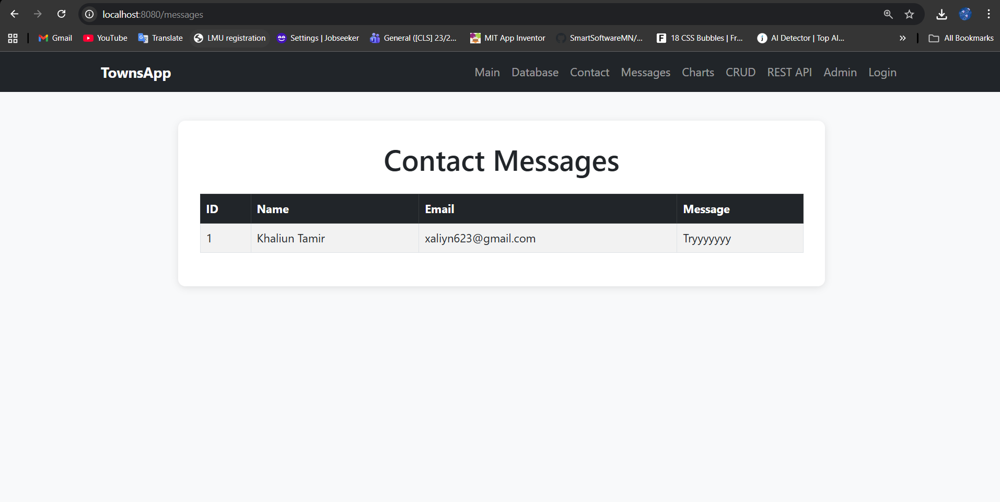 localhost:8080/messages
Gmail YouTube Translate LMU registration Settings | Jobseeker General ([CLS] 23/2... MIT App Inventor SmartSoftwareMN/... 18 CSS Bubbles | Fr... AI Detector | Top AI... All Bookmarks
TownsApp Main Database Contact Messages Charts CRUD REST API Admin Login
Contact Messages
ID Name Email Message
1 Khaliun Tamir xaliyn623@gmail.com Tryyyyyyy